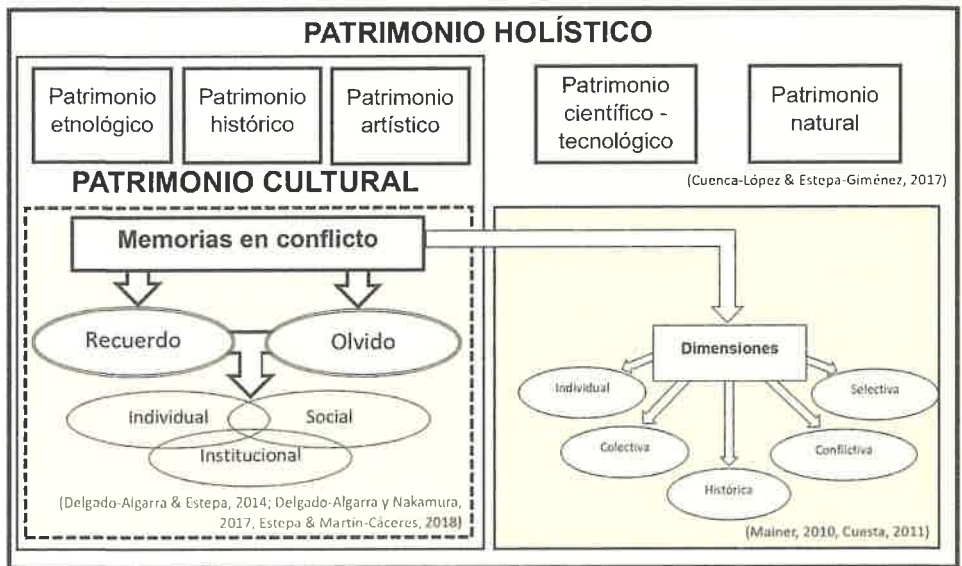 PATRIMONIO HOLÍSTICO
Patrimonio
etnológico
Patrimonio
histórico
Patrimonio
artístico
Patrimonio
científico -
tecnológico
Patrimonio
natural
PATRIMONIO CULTURAL
(Cuenca-López & Estepa-Giménez, 2017)
Memorias en conflicto
Recuerdo
Olvido
Individual
Social
Institucional
(Delgado-Algarra & Estepa, 2014; Delgado-Algarra y Nakamura,
2017, Estepa & Martín-Cáceres, 2018)
Dimensiones
Individual
Selectiva
Colectiva
Conflictiva
Histórica
(Mainer, 2010, Cuesta, 2011)